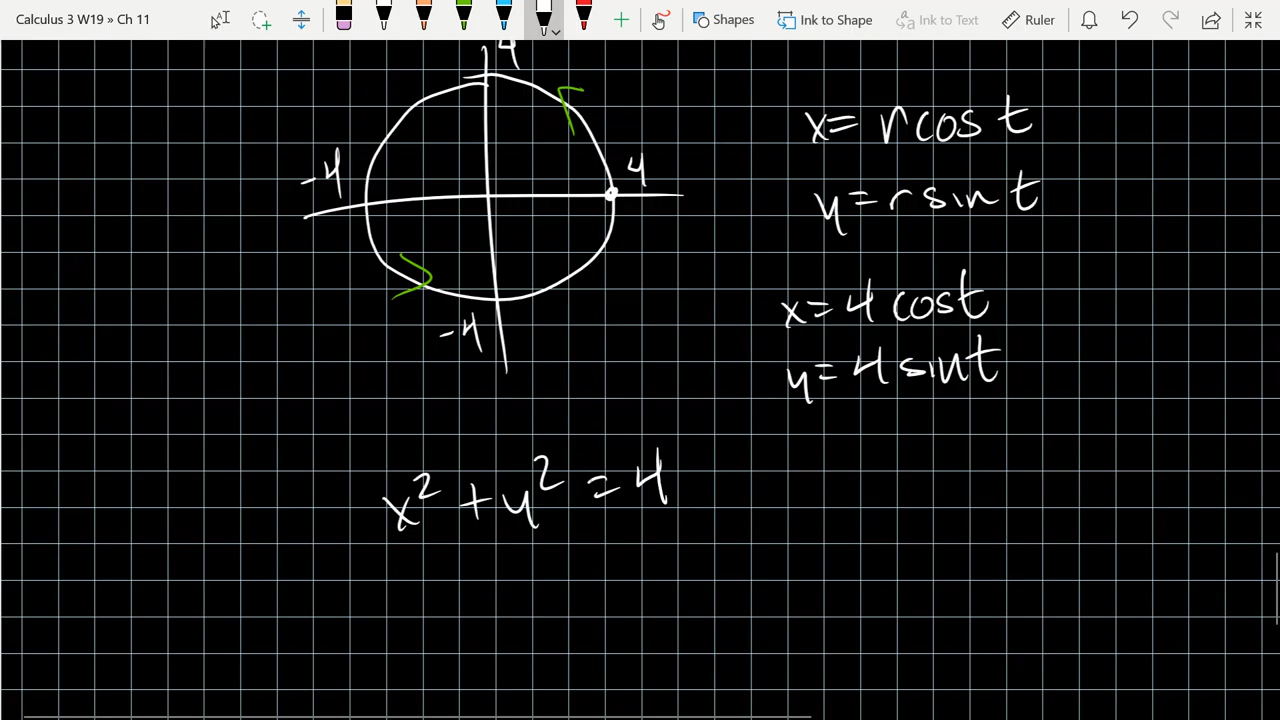 Calculus 3 W19 » Ch 11
Shapes
Ink to Shape
Ink to Text
Ruler
4
-4
4
-4
x = r cos t
y = r sin t
x = 4 cos t
y = 4 sin t
x² + y² = 4